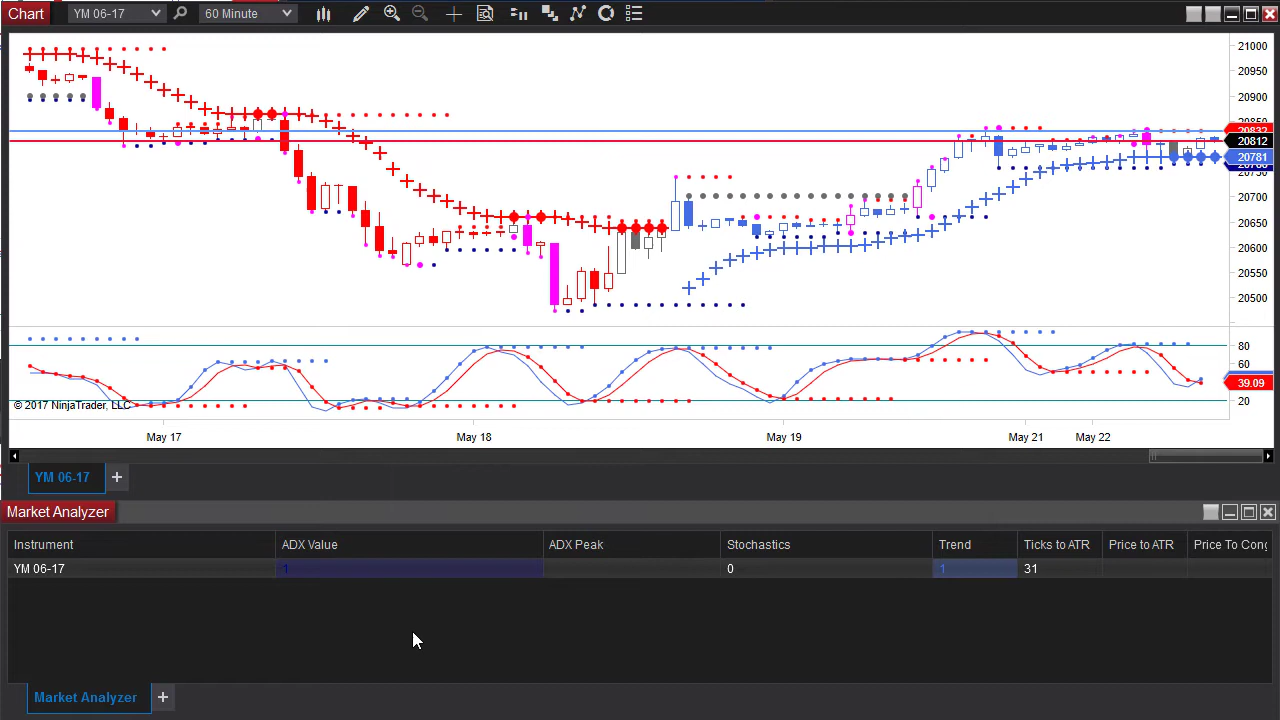 Chart YM 06-17 60 Minute
21000
20950
20900
20832
20812
20781
20750
20700
20650
20600
20550
20500
80
60
39.09
20
© 2017 NinjaTrader, LLC
May 17 May 18 May 19 May 21 May 22
YM 06-17 +
Market Analyzer
Instrument ADX Value ADX Peak Stochastics Trend Ticks to ATR Price to ATR Price To Cong
YM 06-17 1 0 1 31
Market Analyzer +